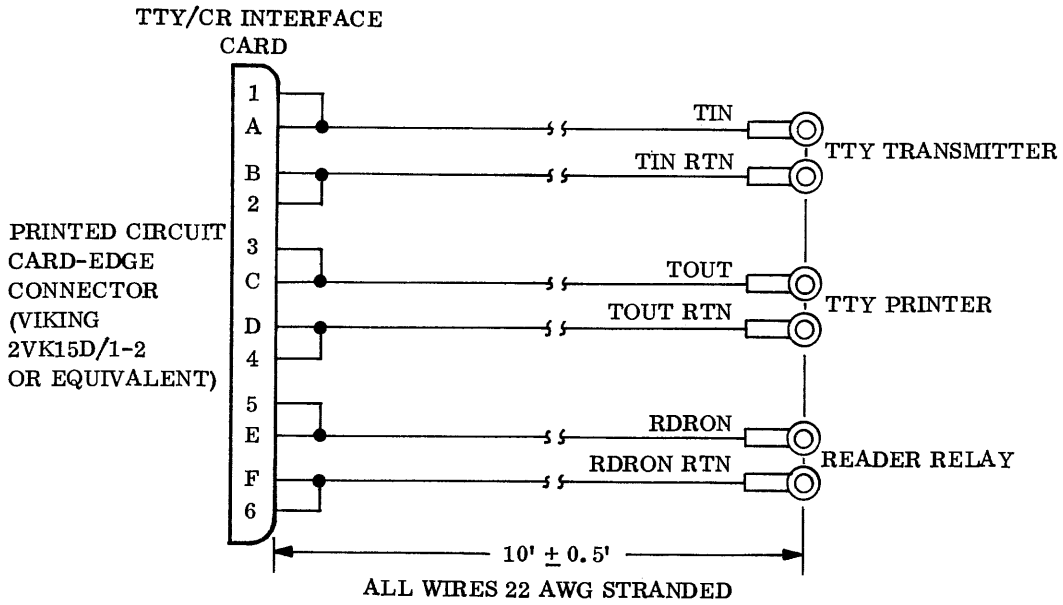 TTY/CR INTERFACE
CARD
1
A
B
2
3
C
D
4
5
E
F
6
PRINTED CIRCUIT
CARD-EDGE
CONNECTOR
(VIKING
2VK15D/1-2
OR EQUIVALENT)
TIN
TIN RTN
TTY TRANSMITTER
TOUT
TOUT RTN
TTY PRINTER
RDRON
RDRON RTN
READER RELAY
10' ± 0.5'
ALL WIRES 22 AWG STRANDED